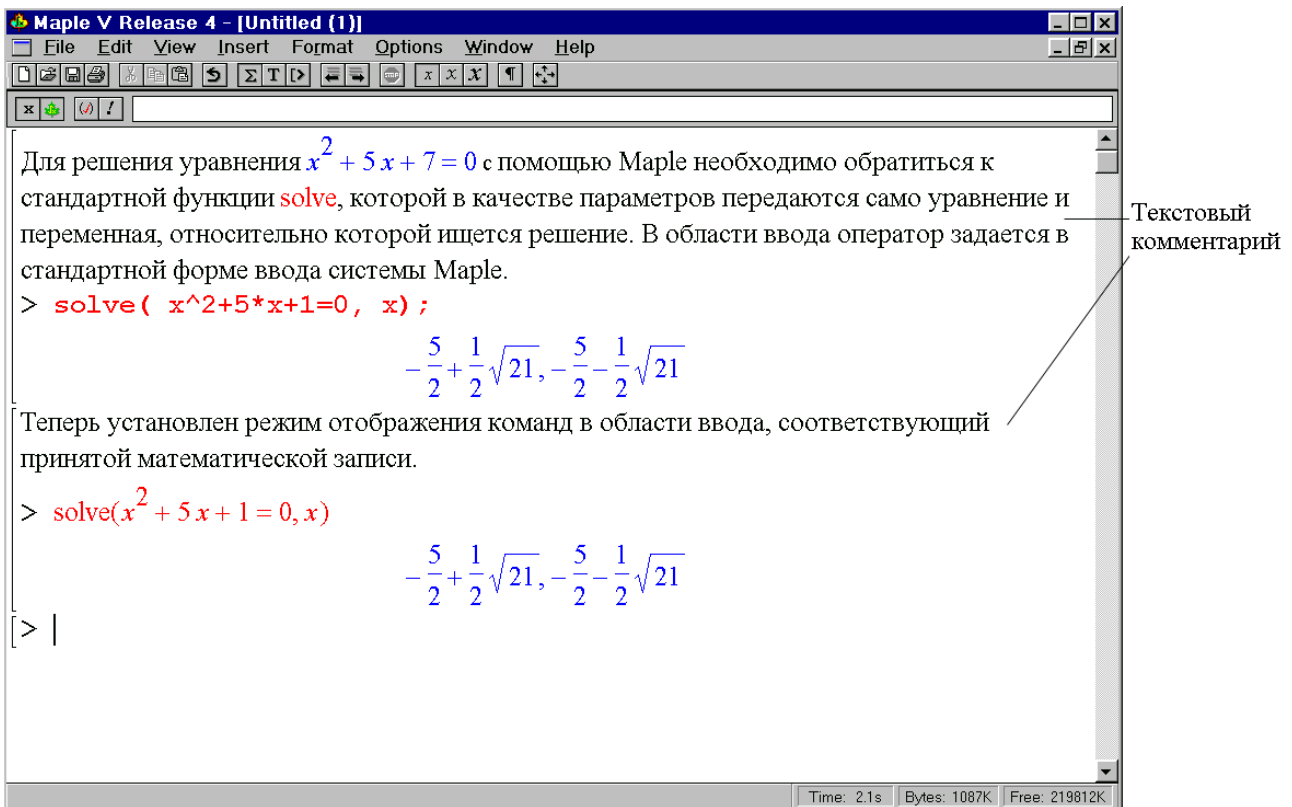 Maple V Release 4 - [Untitled (1)]
File Edit View Insert Format Options Window Help
Для решения уравнения x^2 + 5 x + 7 = 0 с помощью Maple необходимо обратиться к
стандартной функции solve, которой в качестве параметров передаются само уравнение и
переменная, относительно которой ищется решение. В области ввода оператор задается в
стандартной форме ввода системы Maple.
> solve( x^2+5*x+1=0, x);
-5/2 + 1/2 √21, -5/2 - 1/2 √21
Теперь установлен режим отображения команд в области ввода, соответствующий
принятой математической записи.
> solve(x^2 + 5 x + 1 = 0, x)
-5/2 + 1/2 √21, -5/2 - 1/2 √21
>
Текстовый
комментарий
Time: 2.1s Bytes: 1087K Free: 219812K